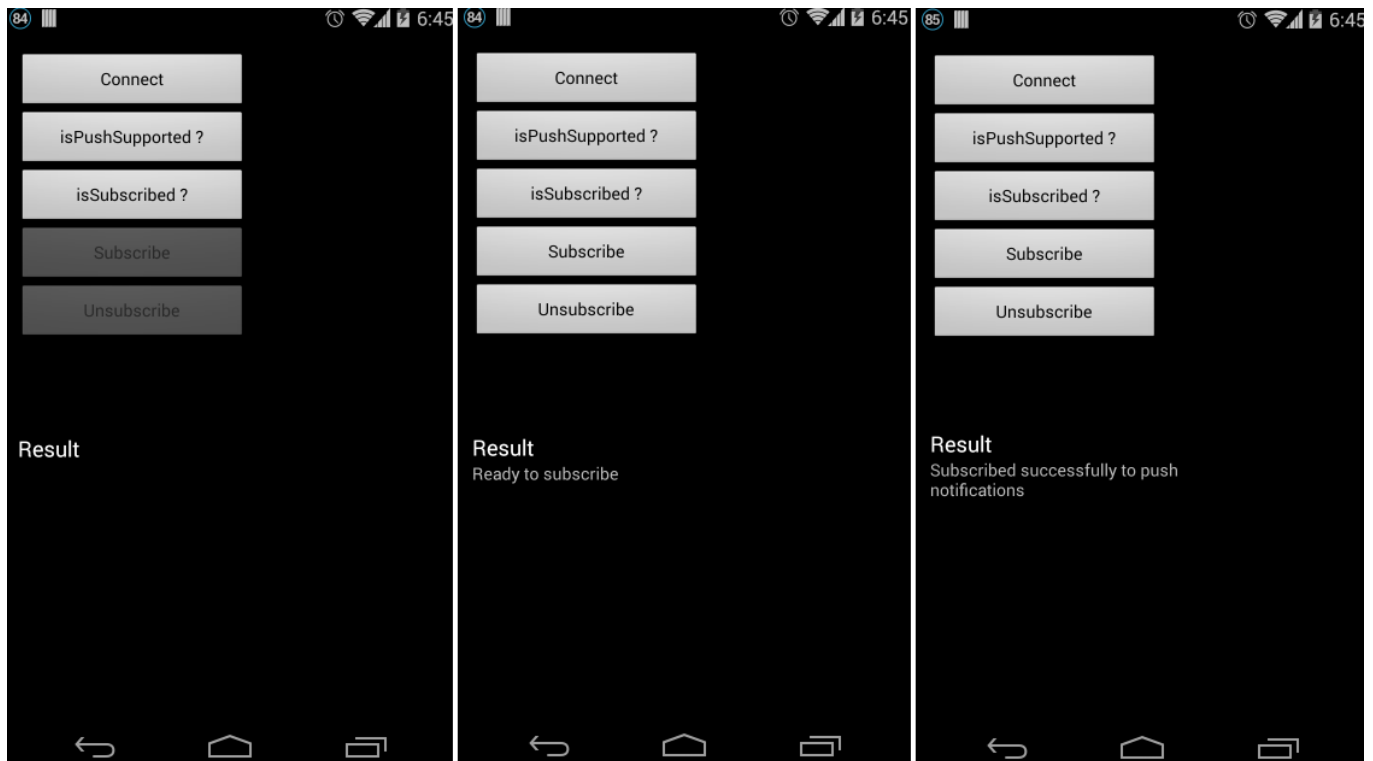 84
6:45
Connect
isPushSupported ?
isSubscribed ?
Subscribe
Unsubscribe
Result
84
6:45
Connect
isPushSupported ?
isSubscribed ?
Subscribe
Unsubscribe
Result
Ready to subscribe
85
6:45
Connect
isPushSupported ?
isSubscribed ?
Subscribe
Unsubscribe
Result
Subscribed successfully to push
notifications